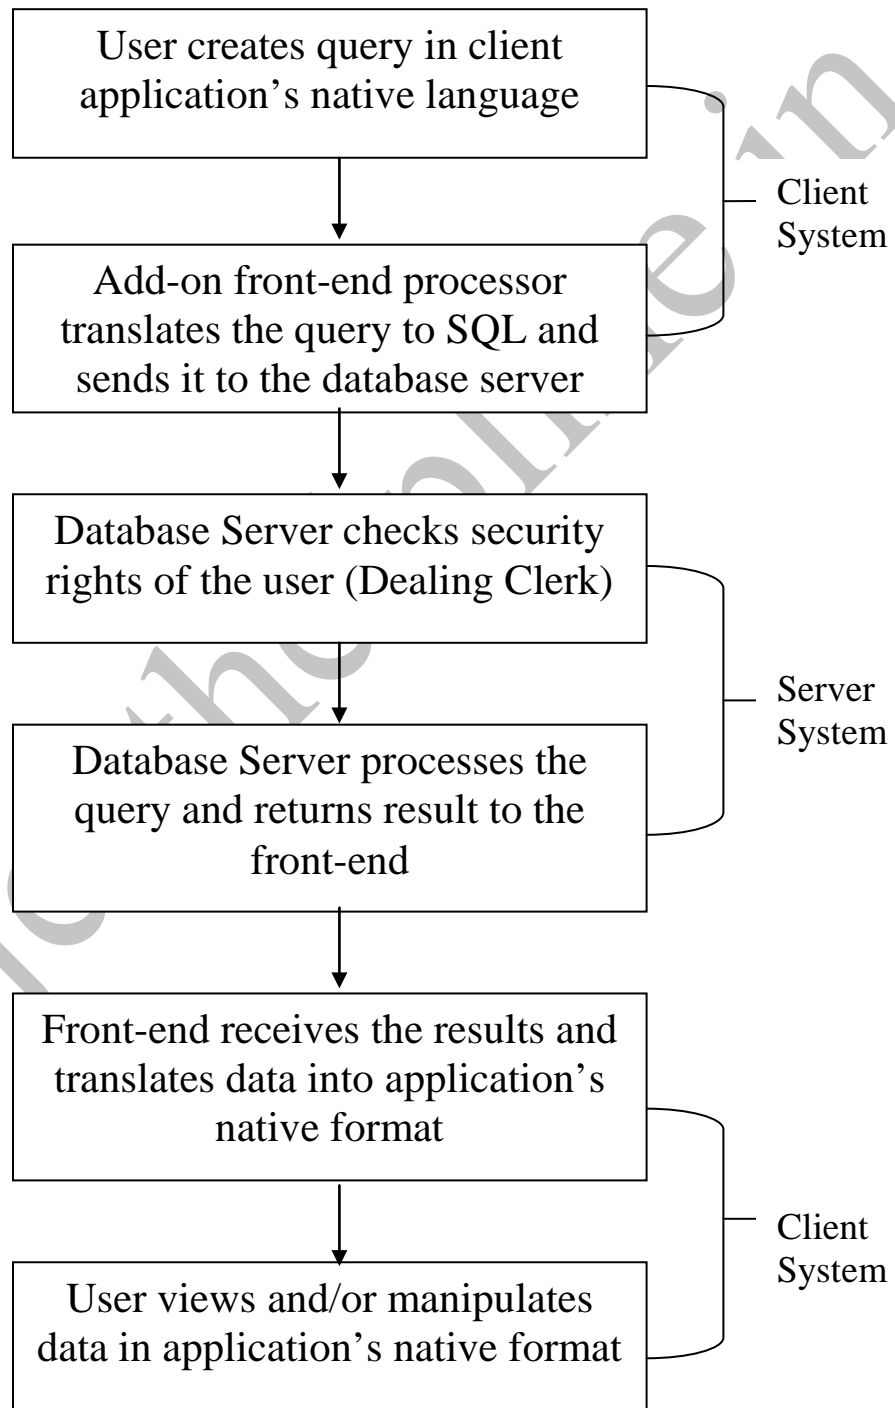 User creates query in client
application’s native language
Client
System
Add-on front-end processor
translates the query to SQL and
sends it to the database server
Database Server checks security
rights of the user (Dealing Clerk)
Server
System
Database Server processes the
query and returns result to the
front-end
Front-end receives the results and
translates data into application’s
native format
Client
System
User views and/or manipulates
data in application’s native format